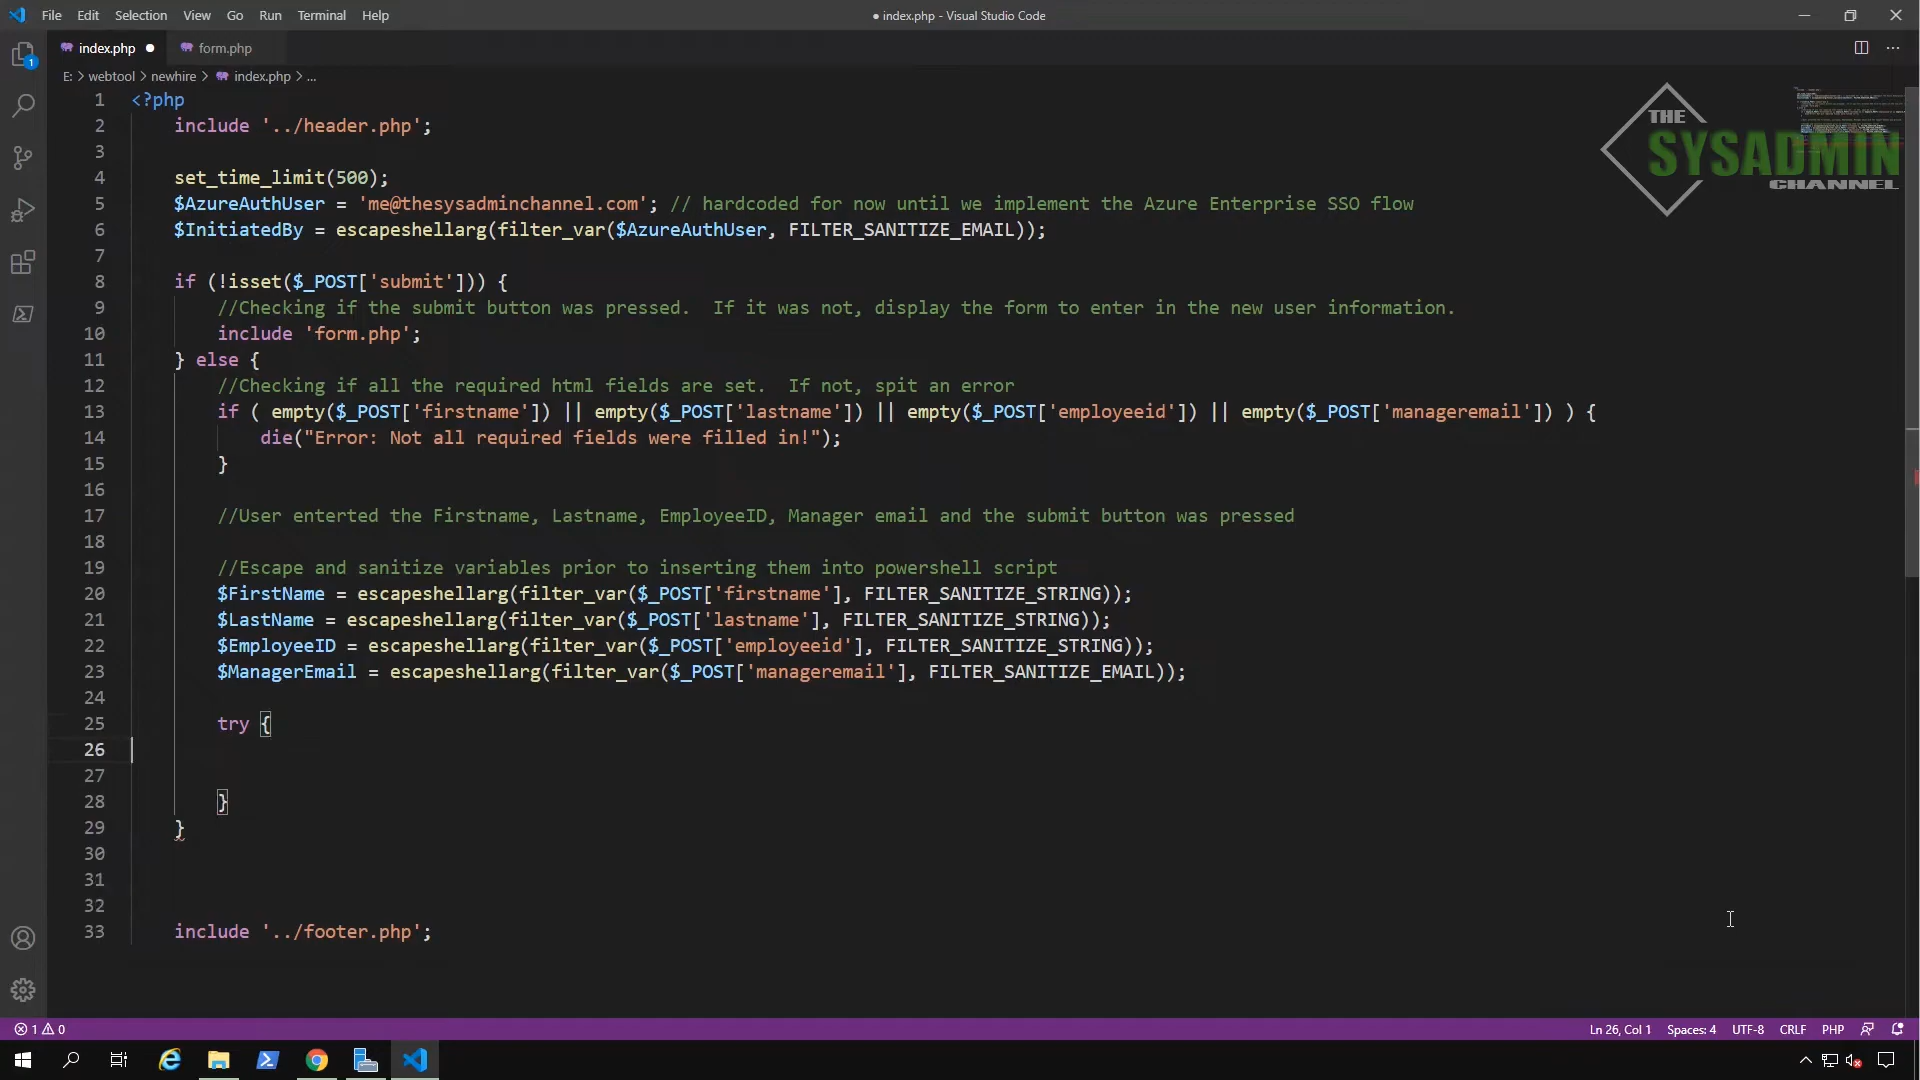 File Edit Selection View Go Run Terminal Help
● index.php - Visual Studio Code
index.php ● form.php
E: > webtool > newhire > index.php > ...
THE
SYSADMIN
CHANNEL
1 <?php
2 include '../header.php';
3
4 set_time_limit(500);
5 $AzureAuthUser = 'me@thesysadminchannel.com'; // hardcoded for now until we implement the Azure Enterprise SSO flow
6 $InitiatedBy = escapeshellarg(filter_var($AzureAuthUser, FILTER_SANITIZE_EMAIL));
7
8 if (!isset($_POST['submit'])) {
9 //Checking if the submit button was pressed.  If it was not, display the form to enter in the new user information.
10 include 'form.php';
11 } else {
12 //Checking if all the required html fields are set.  If not, spit an error
13 if ( empty($_POST['firstname']) || empty($_POST['lastname']) || empty($_POST['employeeid']) || empty($_POST['manageremail']) ) {
14 die("Error: Not all required fields were filled in!");
15 }
16
17 //User enterted the Firstname, Lastname, EmployeeID, Manager email and the submit button was pressed
18
19 //Escape and sanitize variables prior to inserting them into powershell script
20 $FirstName = escapeshellarg(filter_var($_POST['firstname'], FILTER_SANITIZE_STRING));
21 $LastName = escapeshellarg(filter_var($_POST['lastname'], FILTER_SANITIZE_STRING));
22 $EmployeeID = escapeshellarg(filter_var($_POST['employeeid'], FILTER_SANITIZE_STRING));
23 $ManagerEmail = escapeshellarg(filter_var($_POST['manageremail'], FILTER_SANITIZE_EMAIL));
24
25 try {
26
27
28 }
29 }
30
31
32
33 include '../footer.php';
1
1 0
Ln 26, Col 1 Spaces: 4 UTF-8 CRLF PHP